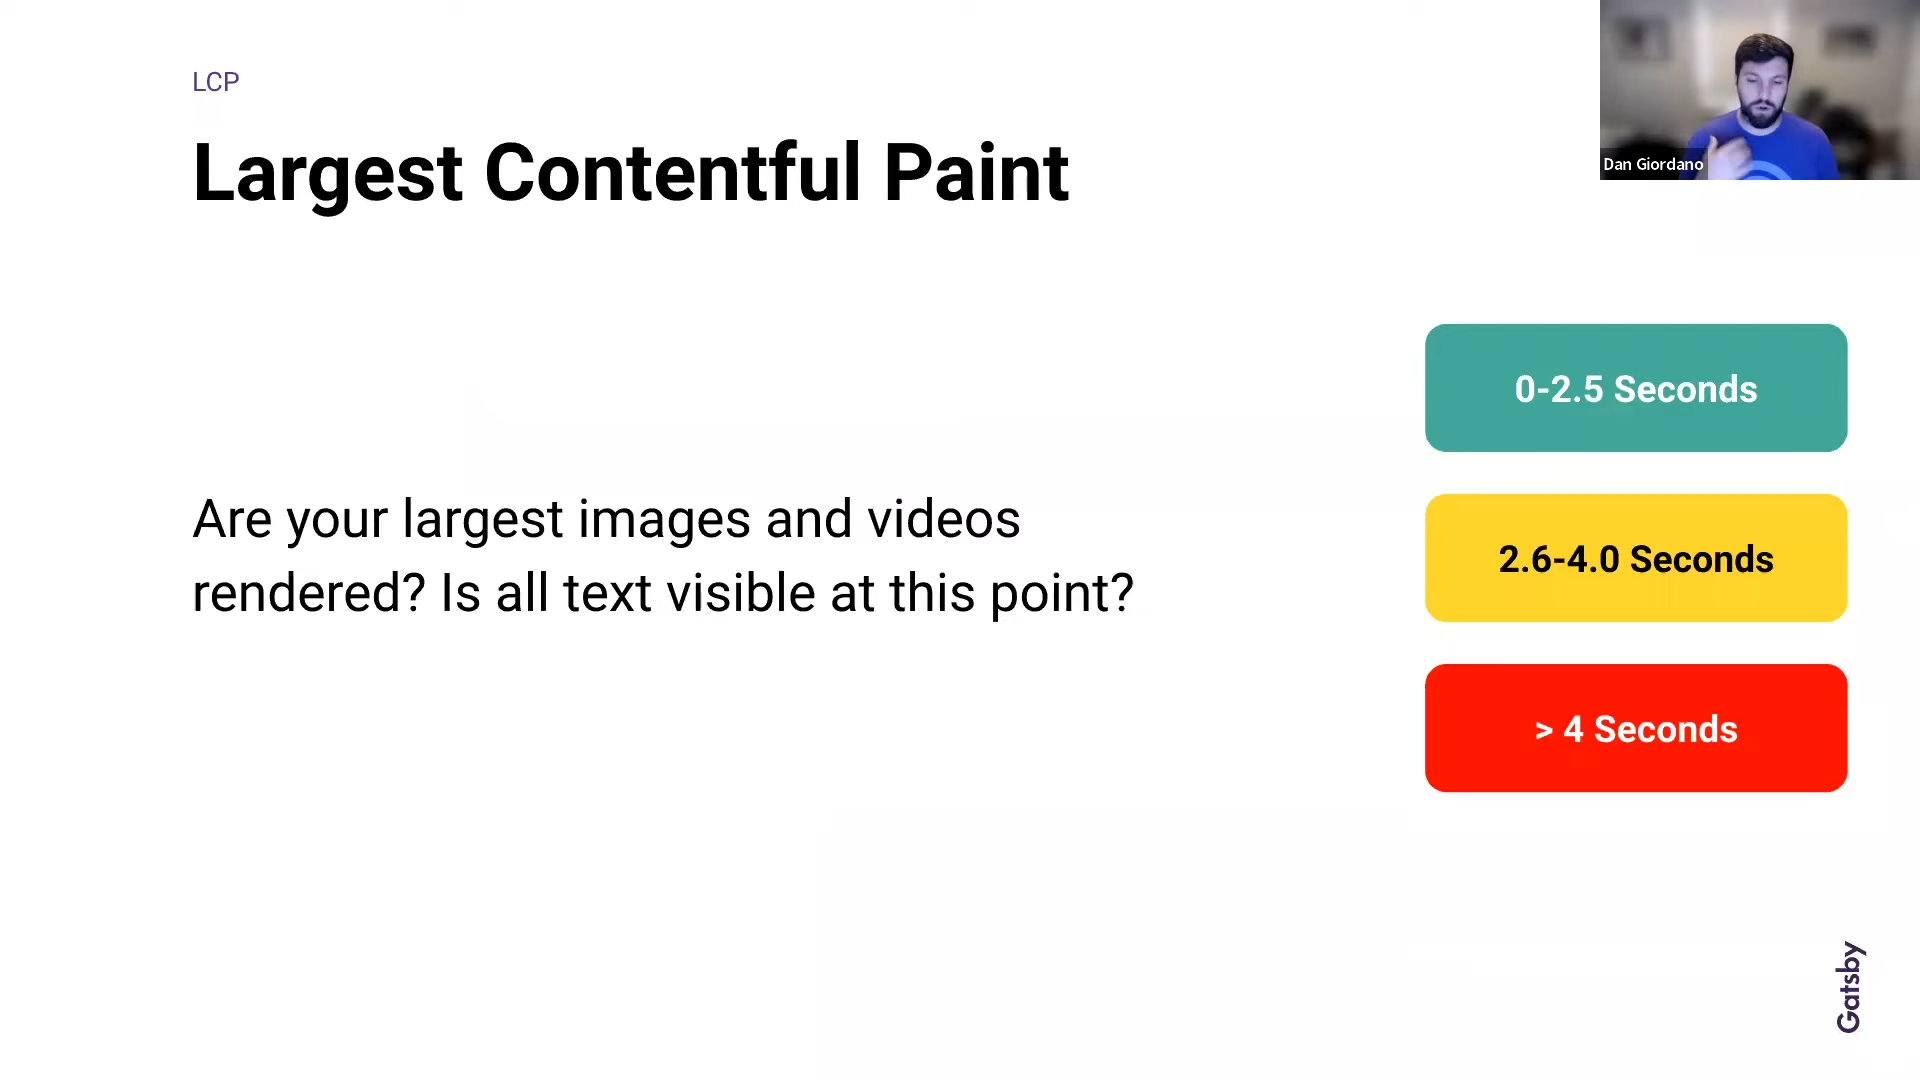 LCP
Largest Contentful Paint
Dan Giordano
Are your largest images and videos
rendered? Is all text visible at this point?
0-2.5 Seconds
2.6-4.0 Seconds
> 4 Seconds
Gatsby